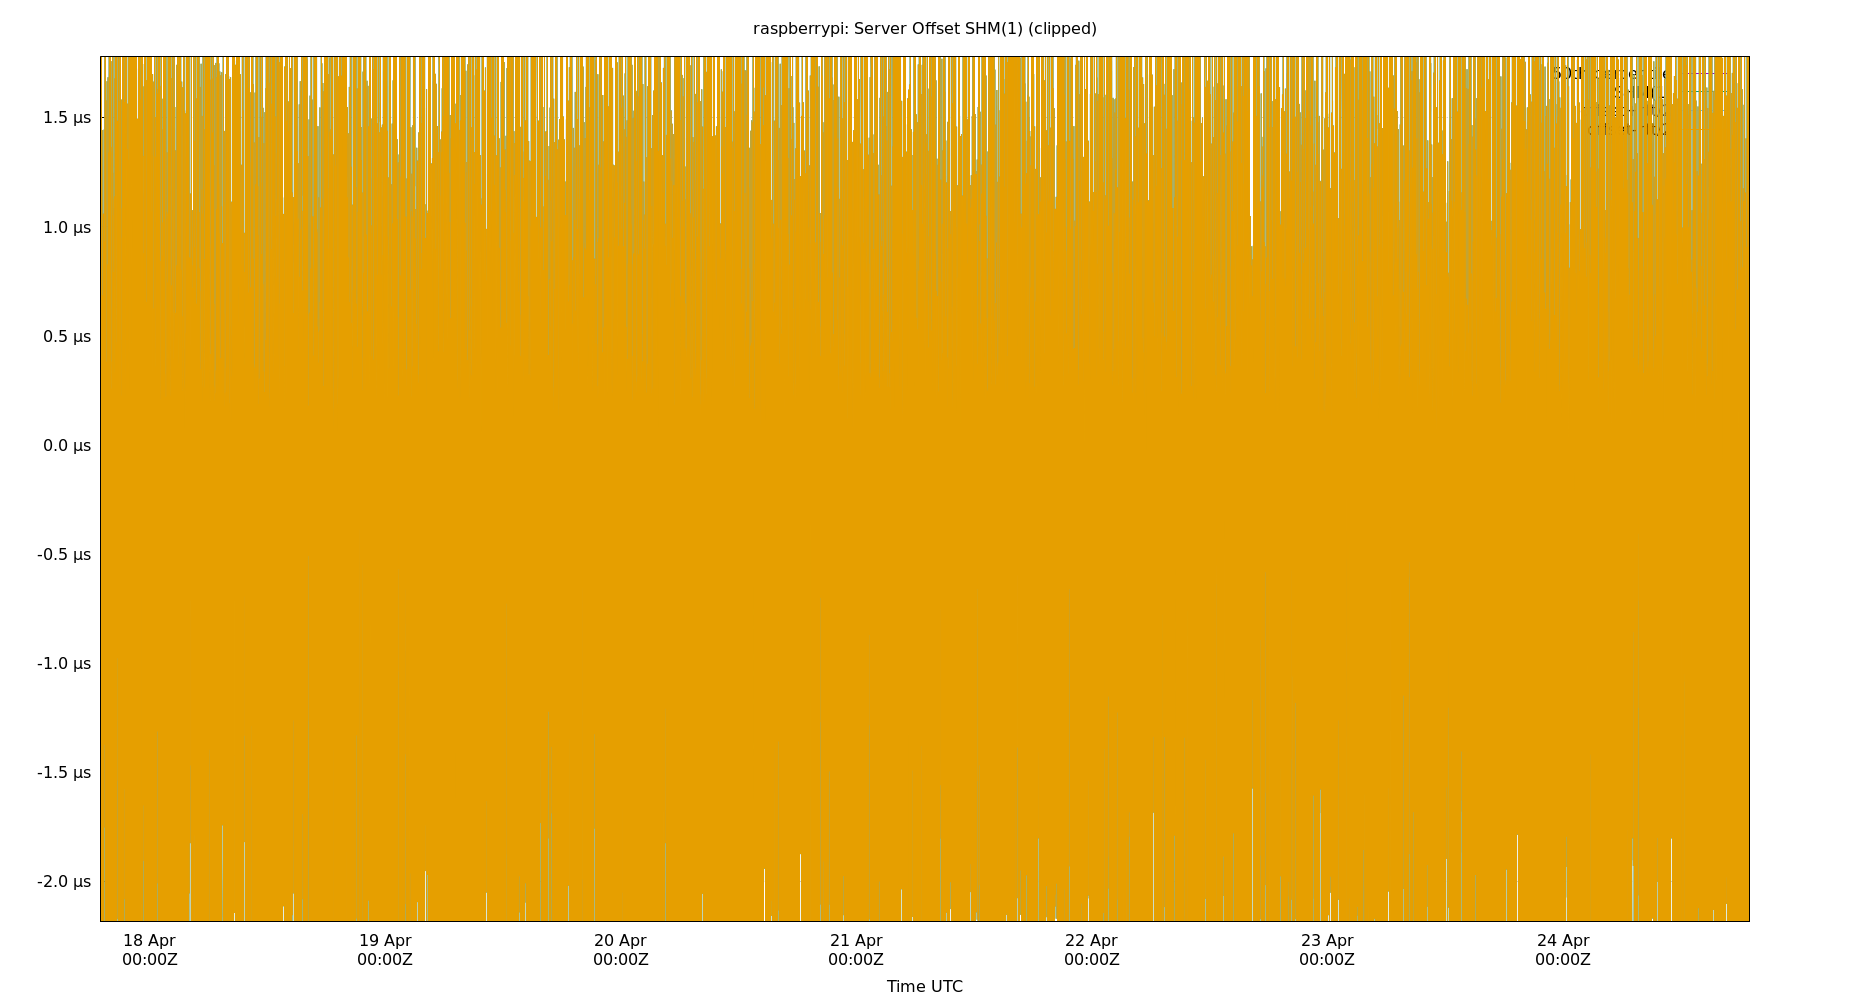 raspberrypi: Server Offset SHM(1) (clipped)
1.5 µs
1.0 µs
0.5 µs
0.0 µs
-0.5 µs
-1.0 µs
-1.5 µs
-2.0 µs
18 Apr 19 Apr 20 Apr 21 Apr 22 Apr 23 Apr 24 Apr
00:00Z 00:00Z 00:00Z 00:00Z 00:00Z 00:00Z 00:00Z
Time UTC